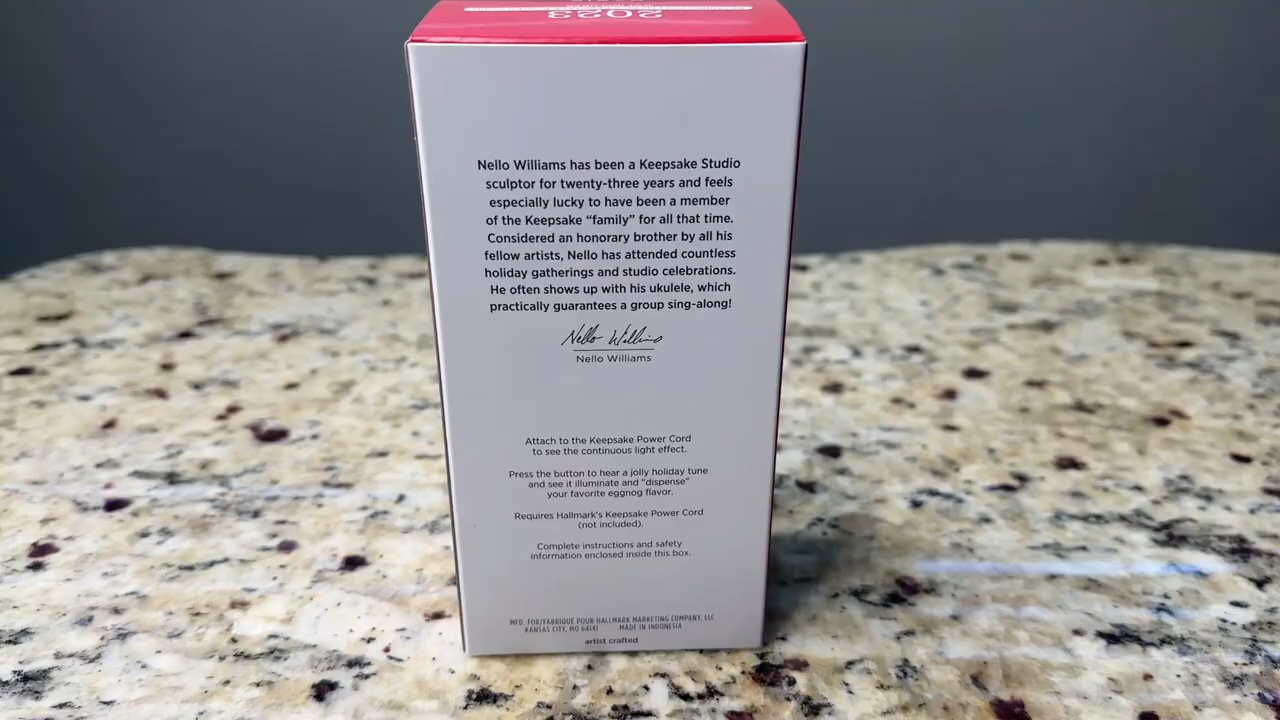 2023
Nello Williams has been a Keepsake Studio
sculptor for twenty-three years and feels
especially lucky to have been a member
of the Keepsake “family” for all that time.
Considered an honorary brother by all his
fellow artists, Nello has attended countless
holiday gatherings and studio celebrations.
He often shows up with his ukulele, which
practically guarantees a group sing-along!
Nello Williams
Nello Williams
Attach to the Keepsake Power Cord
to see the continuous light effect.
Press the button to hear a jolly holiday tune
and see it illuminate and “dispense”
your favorite eggnog flavor.
Requires Hallmark's Keepsake Power Cord
(not included).
Complete instructions and safety
information enclosed inside this box.
MFD. FOR/FABRIQUÉ POUR HALLMARK MARKETING COMPANY, LLC
KANSAS CITY, MO 64141 MADE IN INDONESIA
artist crafted